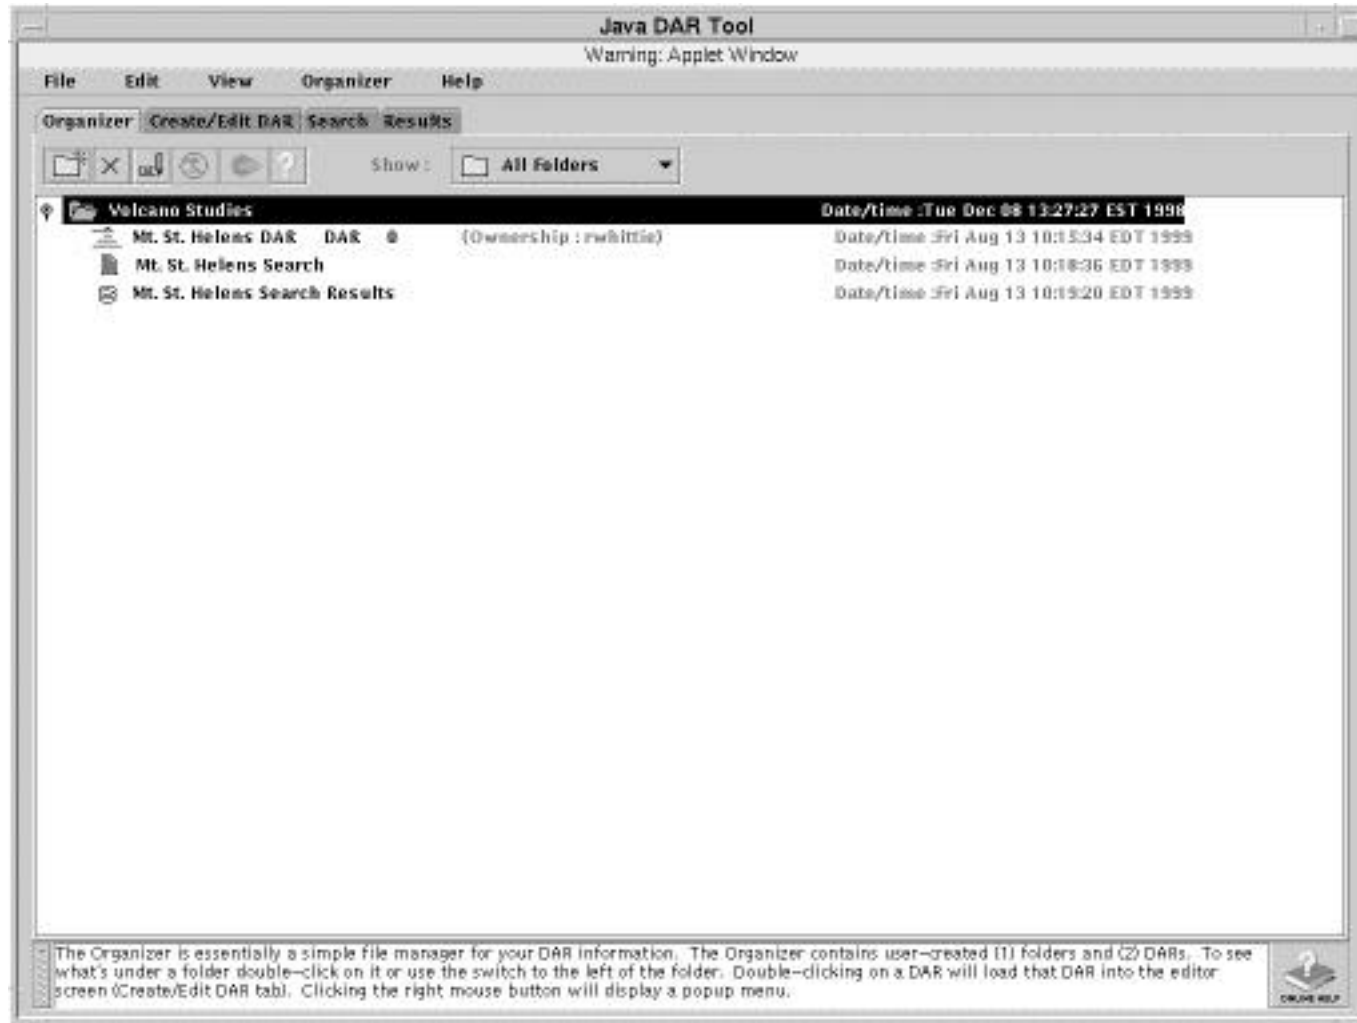 Java DAR Tool
Warning: Applet Window
File Edit View Organizer Help
Organizer Create/Edit DAR Search Results
Show: All Folders
Volcano Studies Date/time :Tue Dec 08 13:27:27 EST 1998
Mt. St. Helens DAR DAR 0 (Ownership : rwhittie) Date/time :Fri Aug 13 10:15:34 EDT 1999
Mt. St. Helens Search Date/time :Fri Aug 13 10:18:36 EDT 1999
Mt. St. Helens Search Results Date/time :Fri Aug 13 10:19:20 EDT 1999
The Organizer is essentially a simple file manager for your DAR information. The Organizer contains user-created (1) folders and (2) DARs. To see
what's under a folder double-click on it or use the switch to the left of the folder. Double-clicking on a DAR will load that DAR into the editor
screen (Create/Edit DAR tab). Clicking the right mouse button will display a popup menu.
ONLINE HELP